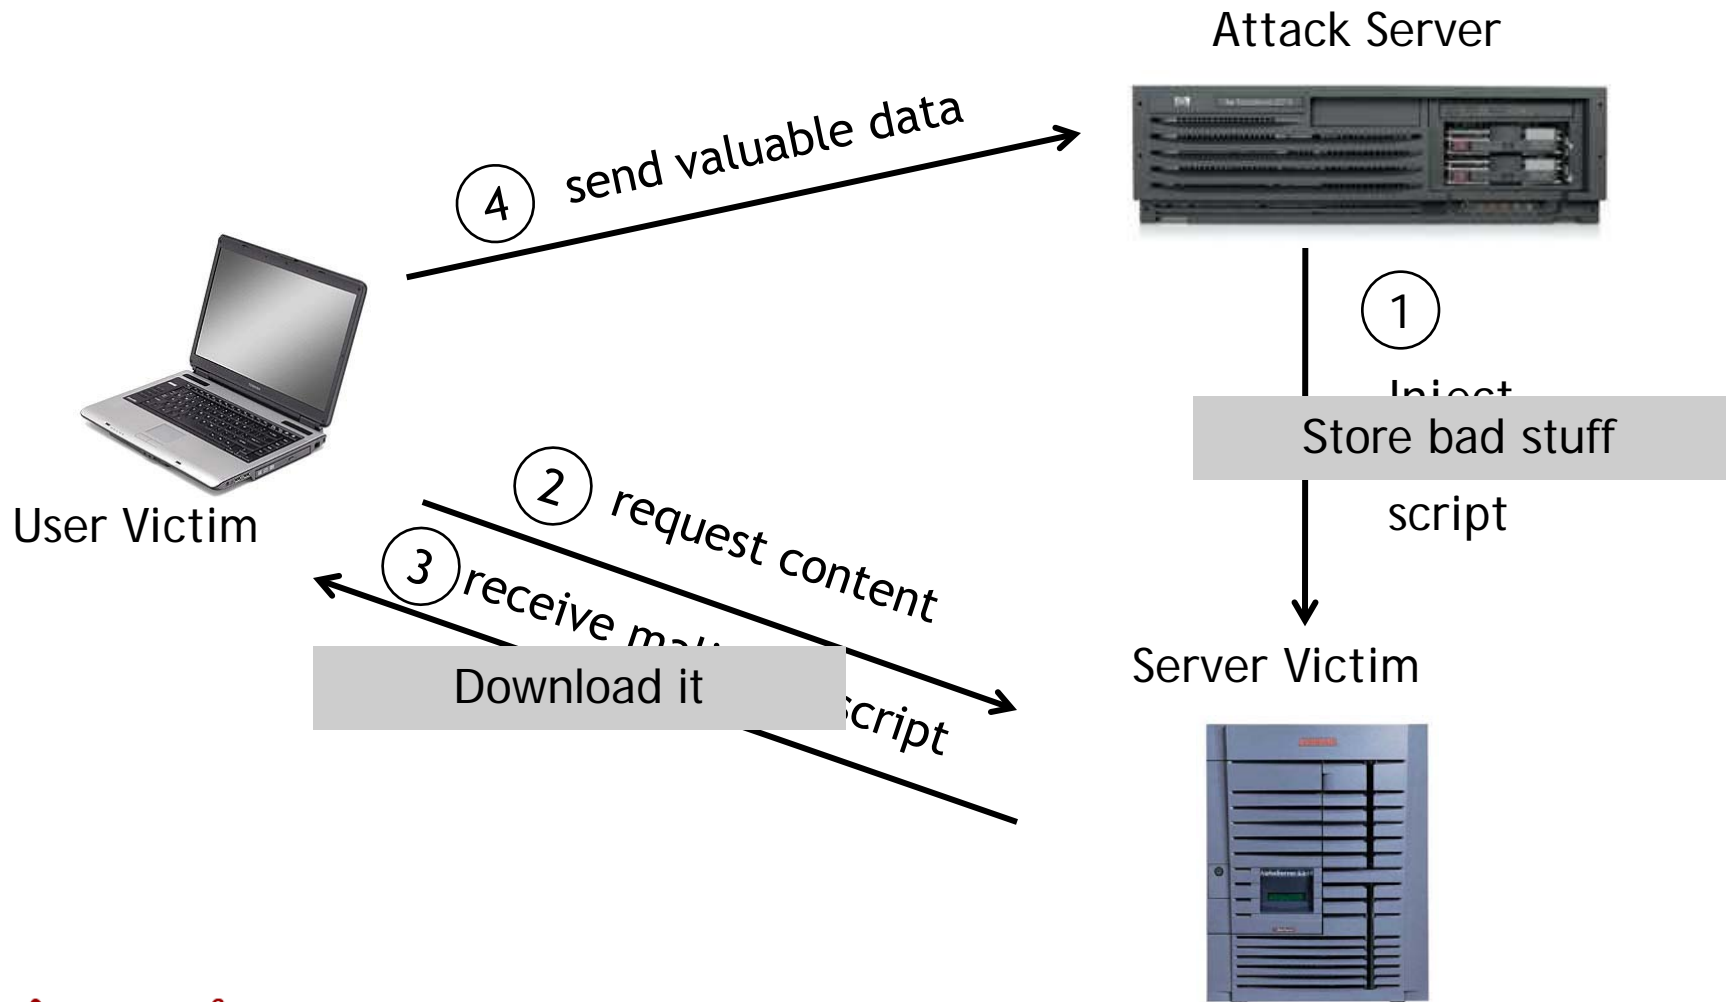 Attack Server
4 send valuable data
1
Inject
Store bad stuff
script
User Victim
2 request content
3 receive
Download it
script
Server Victim